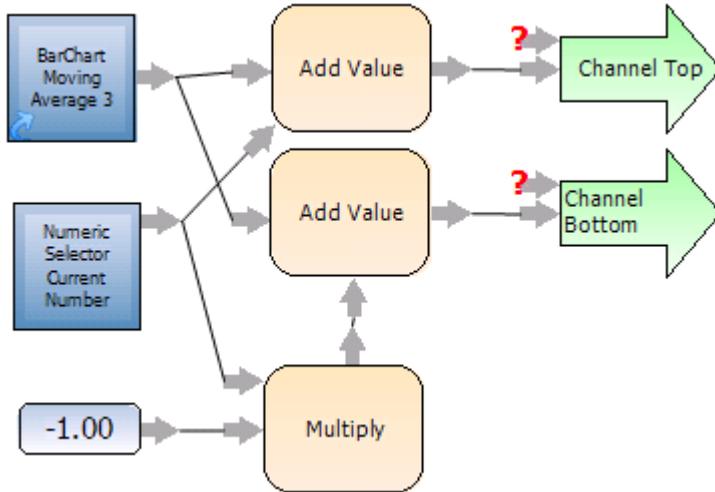 BarChart
Moving
Average 3
Add Value
?
Channel Top
Add Value
?
Channel
Bottom
Numeric
Selector
Current
Number
-1.00
Multiply